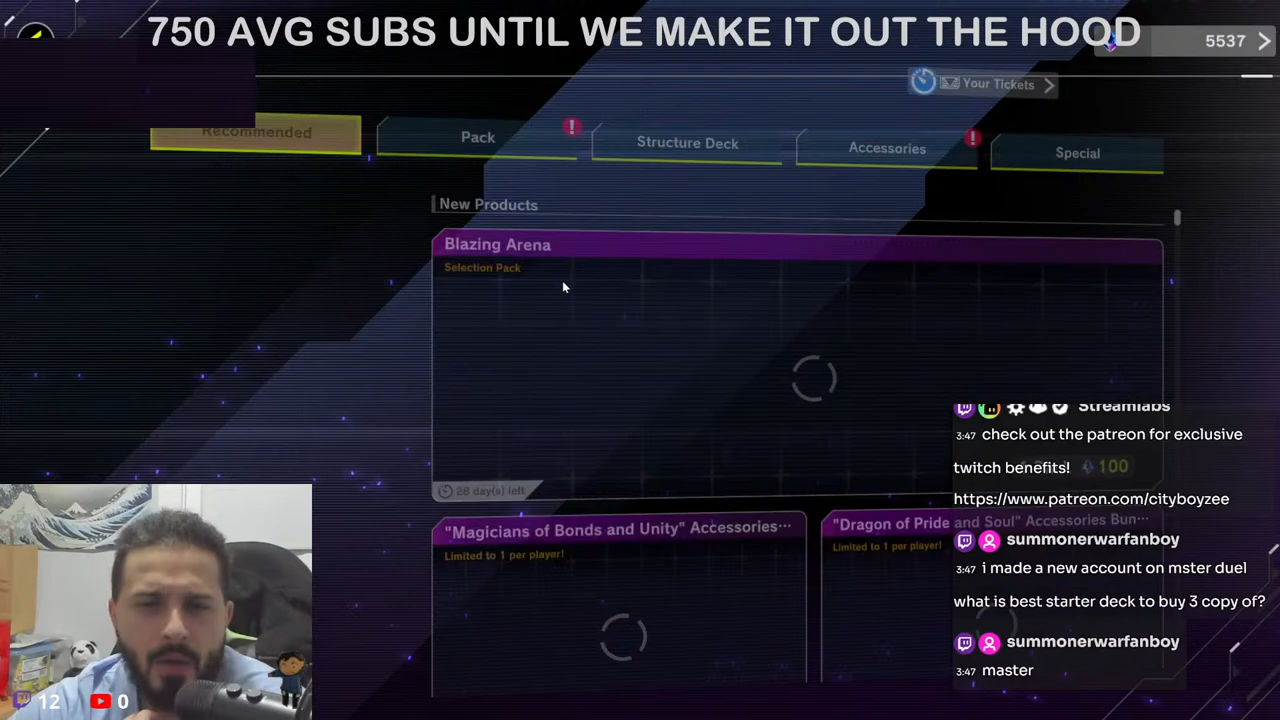 750 AVG SUBS UNTIL WE MAKE IT OUT THE HOOD
5537
Your Tickets
Recommended
Pack
Structure Deck
Accessories
Special
New Products
Blazing Arena
Selection Pack
28 day(s) left
100
"Magicians of Bonds and Unity" Accessories···
Limited to 1 per player!
"Dragon of Pride and Soul" Accessories Bun···
Limited to 1 per player!
Streamlabs
3:47 check out the patreon for exclusive
twitch benefits!
https://www.patreon.com/cityboyzee
summonerwarfanboy
3:47 i made a new account on mster duel
what is best starter deck to buy 3 copy of?
summonerwarfanboy
3:47 master
12
0